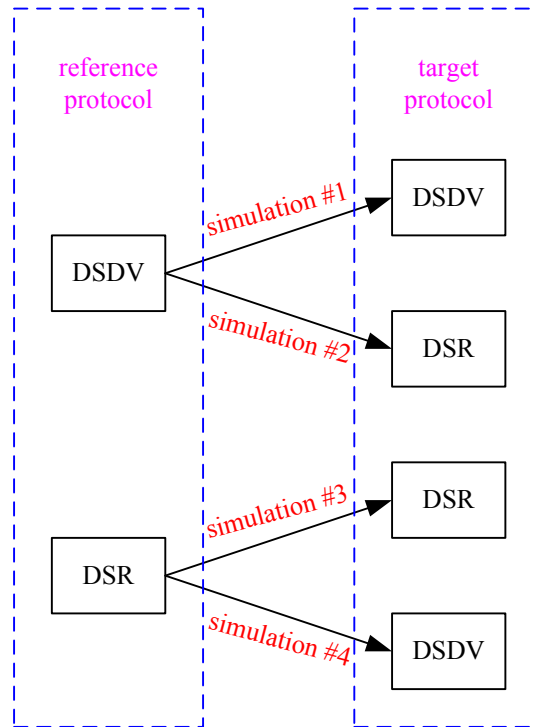 reference
protocol
target
protocol
simulation #1
DSDV
DSDV
simulation #2
DSR
simulation #3
DSR
DSR
simulation #4
DSDV